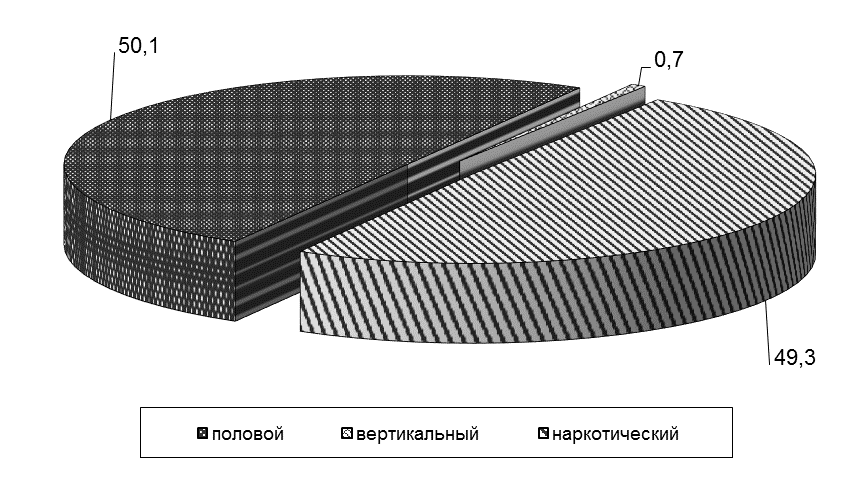 50,1
0,7
49,3
половой
вертикальный
наркотический